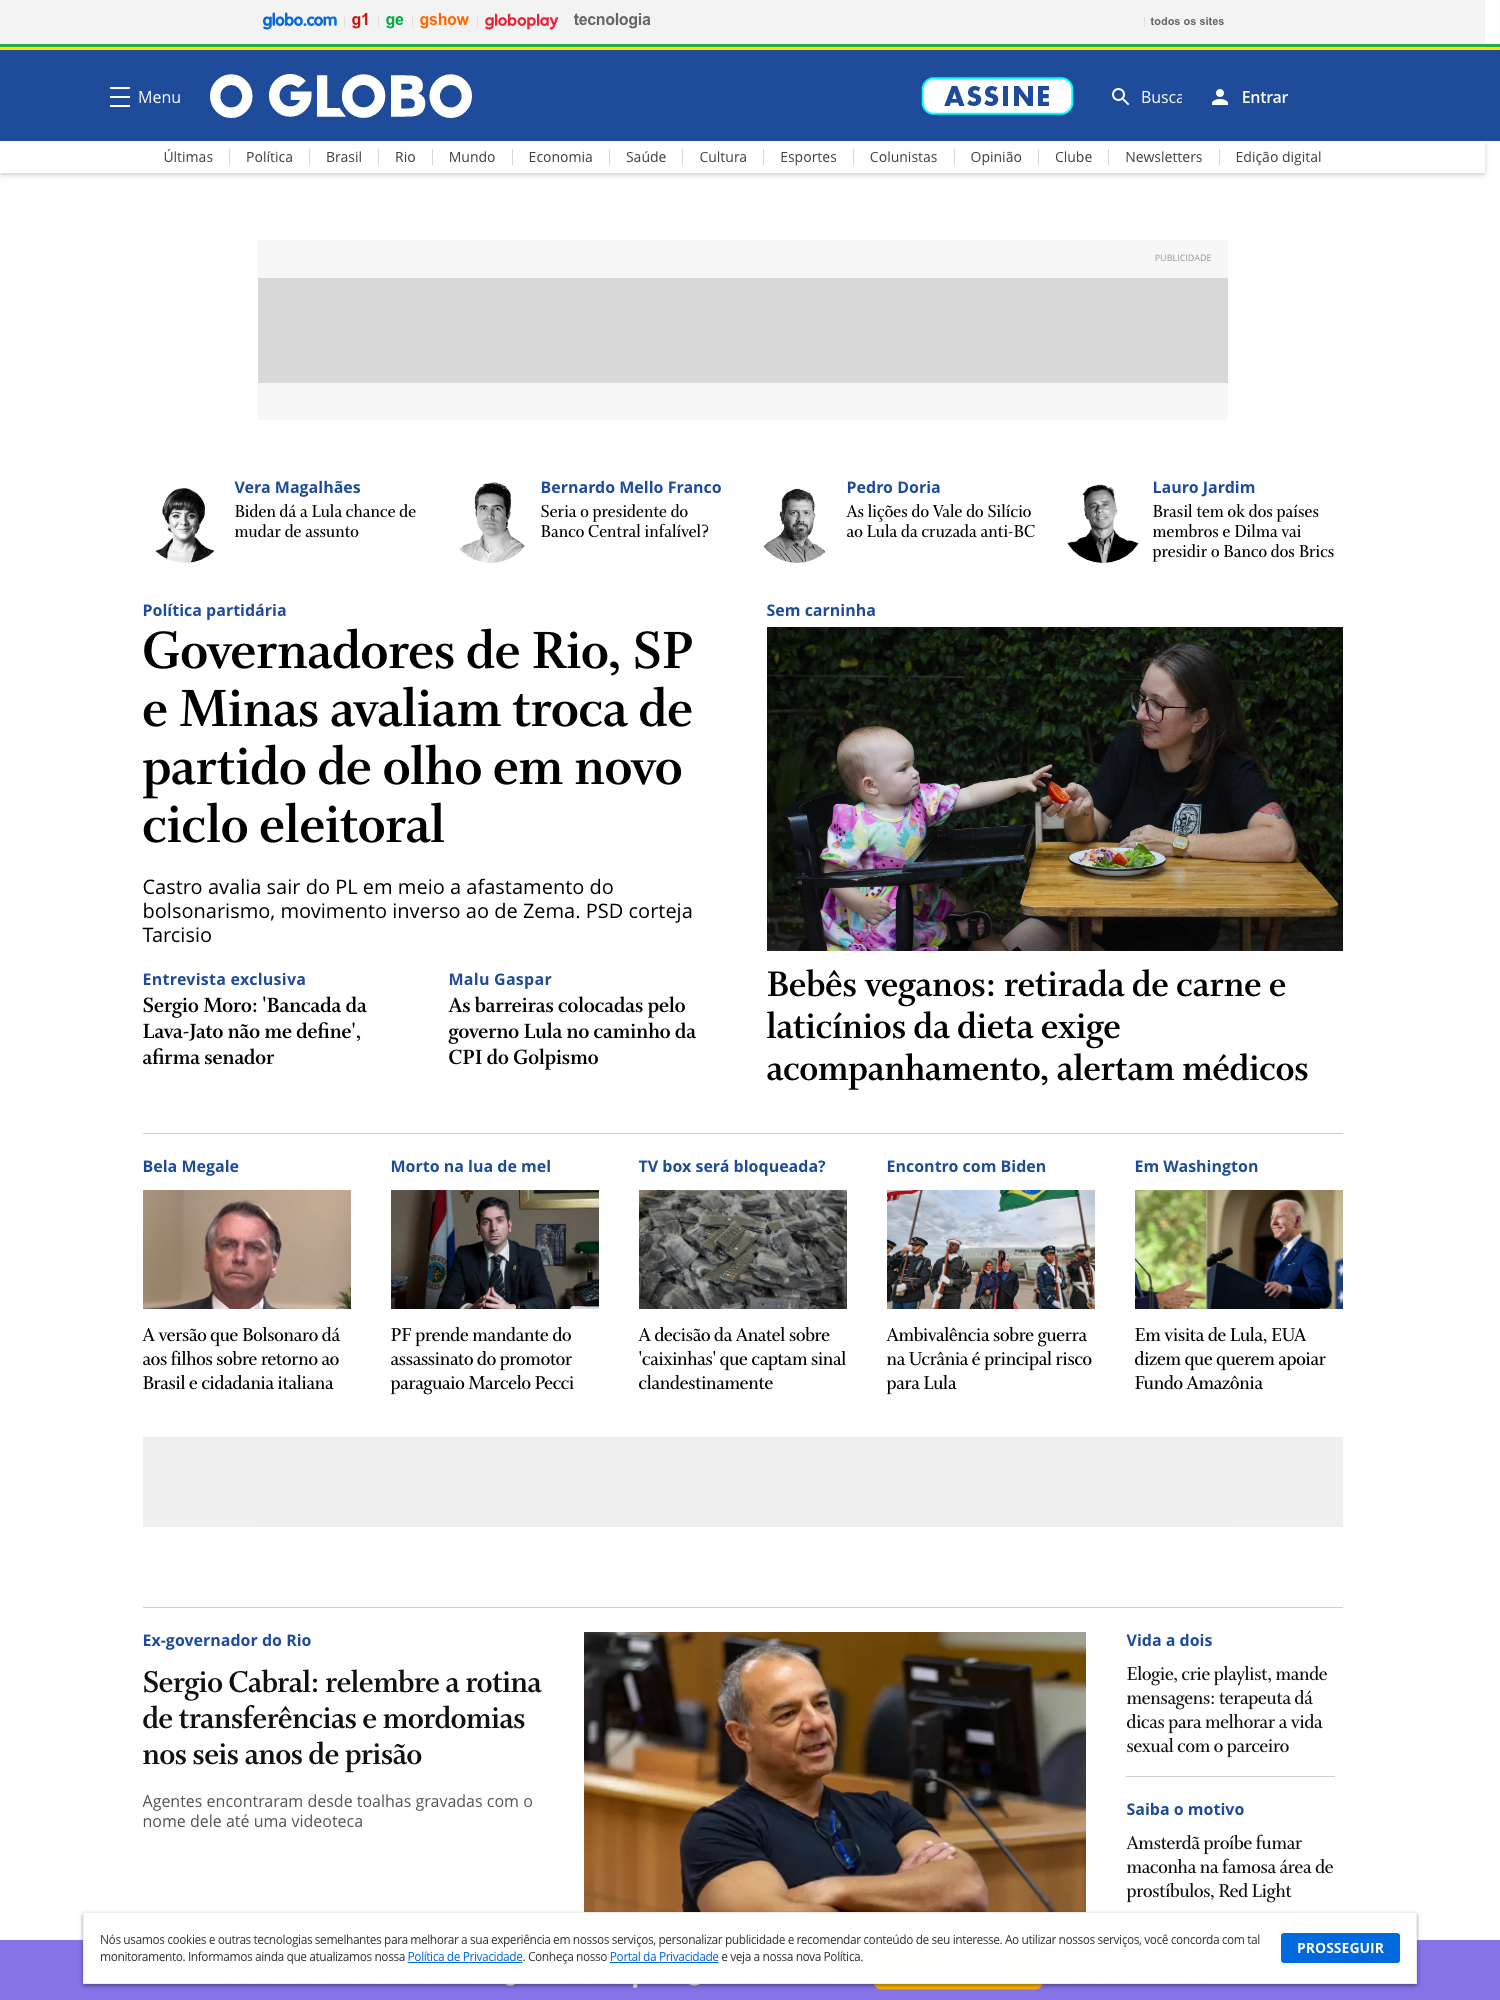 globo.com
g1
ge
gshow
globoplay
tecnologia
todos os sites
Menu
O GLOBO
ASSINE
Busca
Entrar
Últimas
Política
Brasil
Rio
Mundo
Economia
Saúde
Cultura
Esportes
Colunistas
Opinião
Clube
Newsletters
Edição digital
PUBLICIDADE
Vera Magalhães
Biden dá a Lula chance de
mudar de assunto
Bernardo Mello Franco
Seria o presidente do
Banco Central infalível?
Pedro Doria
As lições do Vale do Silício
ao Lula da cruzada anti-BC
Lauro Jardim
Brasil tem ok dos países
membros e Dilma vai
presidir o Banco dos Brics
Política partidária
Governadores de Rio, SP
e Minas avaliam troca de
partido de olho em novo
ciclo eleitoral
Castro avalia sair do PL em meio a afastamento do
bolsonarismo, movimento inverso ao de Zema. PSD corteja
Tarcisio
Entrevista exclusiva
Sergio Moro: 'Bancada da
Lava-Jato não me define',
afirma senador
Malu Gaspar
As barreiras colocadas pelo
governo Lula no caminho da
CPI do Golpismo
Sem carninha
Bebês veganos: retirada de carne e
laticínios da dieta exige
acompanhamento, alertam médicos
Bela Megale
A versão que Bolsonaro dá
aos filhos sobre retorno ao
Brasil e cidadania italiana
Morto na lua de mel
PF prende mandante do
assassinato do promotor
paraguaio Marcelo Pecci
TV box será bloqueada?
A decisão da Anatel sobre
'caixinhas' que captam sinal
clandestinamente
Encontro com Biden
Ambivalência sobre guerra
na Ucrânia é principal risco
para Lula
Em Washington
Em visita de Lula, EUA
dizem que querem apoiar
Fundo Amazônia
Ex-governador do Rio
Sergio Cabral: relembre a rotina
de transferências e mordomias
nos seis anos de prisão
Agentes encontraram desde toalhas gravadas com o
nome dele até uma videoteca
Vida a dois
Elogie, crie playlist, mande
mensagens: terapeuta dá
dicas para melhorar a vida
sexual com o parceiro
Saiba o motivo
Amsterdã proíbe fumar
maconha na famosa área de
prostíbulos, Red Light
Nós usamos cookies e outras tecnologias semelhantes para melhorar a sua experiência em nossos serviços, personalizar publicidade e recomendar conteúdo de seu interesse. Ao utilizar nossos serviços, você concorda com tal
monitoramento. Informamos ainda que atualizamos nossa Política de Privacidade. Conheça nosso Portal da Privacidade e veja a nossa nova Política.
PROSSEGUIR